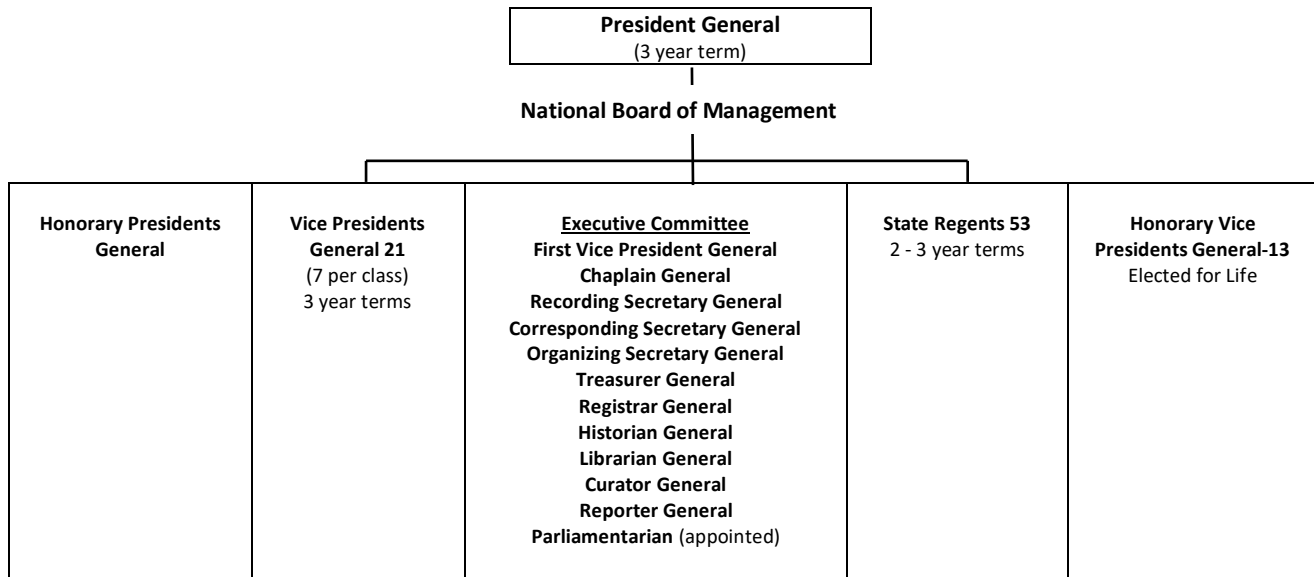 President General
(3 year term)
National Board of Management
Honorary Presidents
General
Vice Presidents
General 21
(7 per class)
3 year terms
Executive Committee
First Vice President General
Chaplain General
Recording Secretary General
Corresponding Secretary General
Organizing Secretary General
Treasurer General
Registrar General
Historian General
Librarian General
Curator General
Reporter General
Parliamentarian (appointed)
State Regents 53
2 - 3 year terms
Honorary Vice
Presidents General-13
Elected for Life